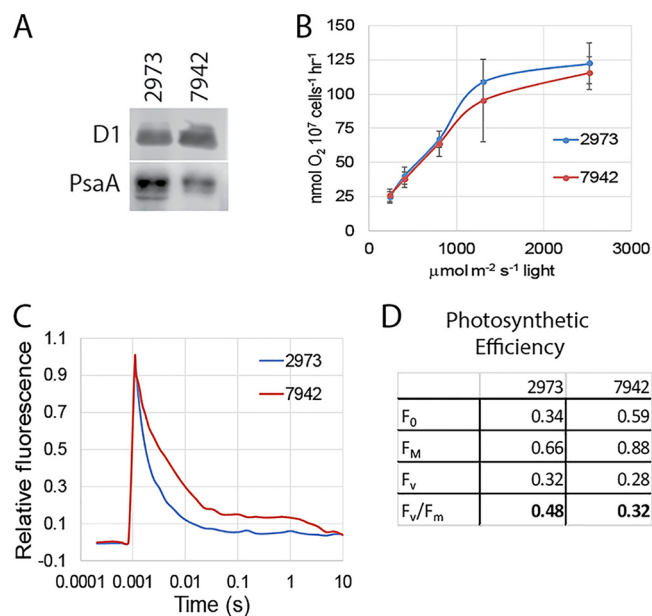 A
2973
7942
D1
PsaA
B
nmol O₂ 10⁷ cells⁻¹ hr⁻¹
150
125
100
75
50
25
0
2973
7942
0 1000 2000 3000
μmol m⁻² s⁻¹ light
C
Relative fluorescence
1.1
0.9
0.7
0.5
0.3
0.1
-0.1
2973
7942
0.0001 0.001 0.01 0.1 1 10
Time (s)
D
Photosynthetic
Efficiency
2973 7942
F₀ 0.34 0.59
F_M 0.66 0.88
Fᵥ 0.32 0.28
Fᵥ/Fₘ 0.48 0.32